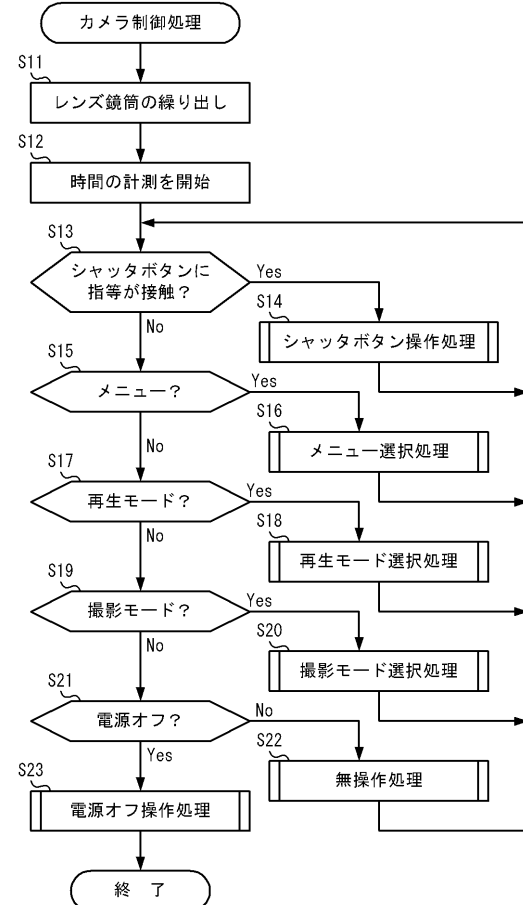 カメラ制御処理
S11
レンズ鏡筒の繰り出し
S12
時間の計測を開始
S13
シャッタボタンに
指等が接触？
Yes
No
S14
シャッタボタン操作処理
S15
メニュー？
Yes
No
S16
メニュー選択処理
S17
再生モード？
Yes
No
S18
再生モード選択処理
S19
撮影モード？
Yes
No
S20
撮影モード選択処理
S21
電源オフ？
No
Yes
S22
無操作処理
S23
電源オフ操作処理
終 了